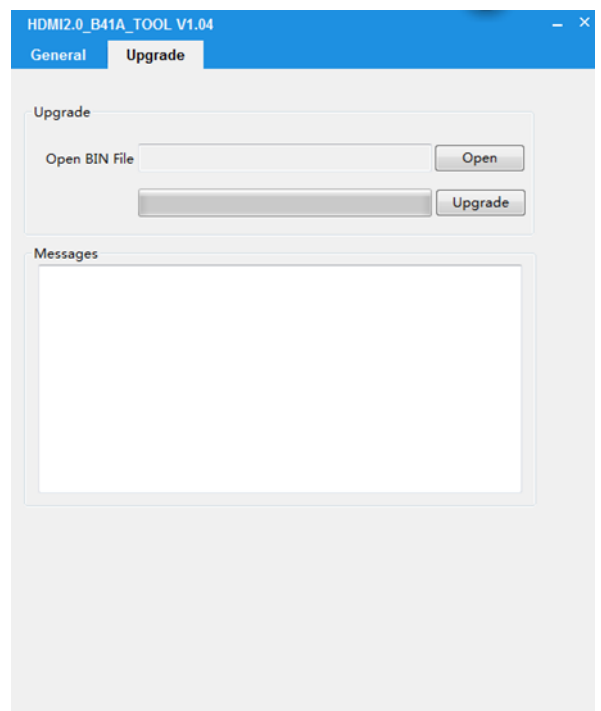 HDMI2.0_B41A_TOOL V1.04
General Upgrade
Upgrade
Open BIN File Open
Upgrade
Messages